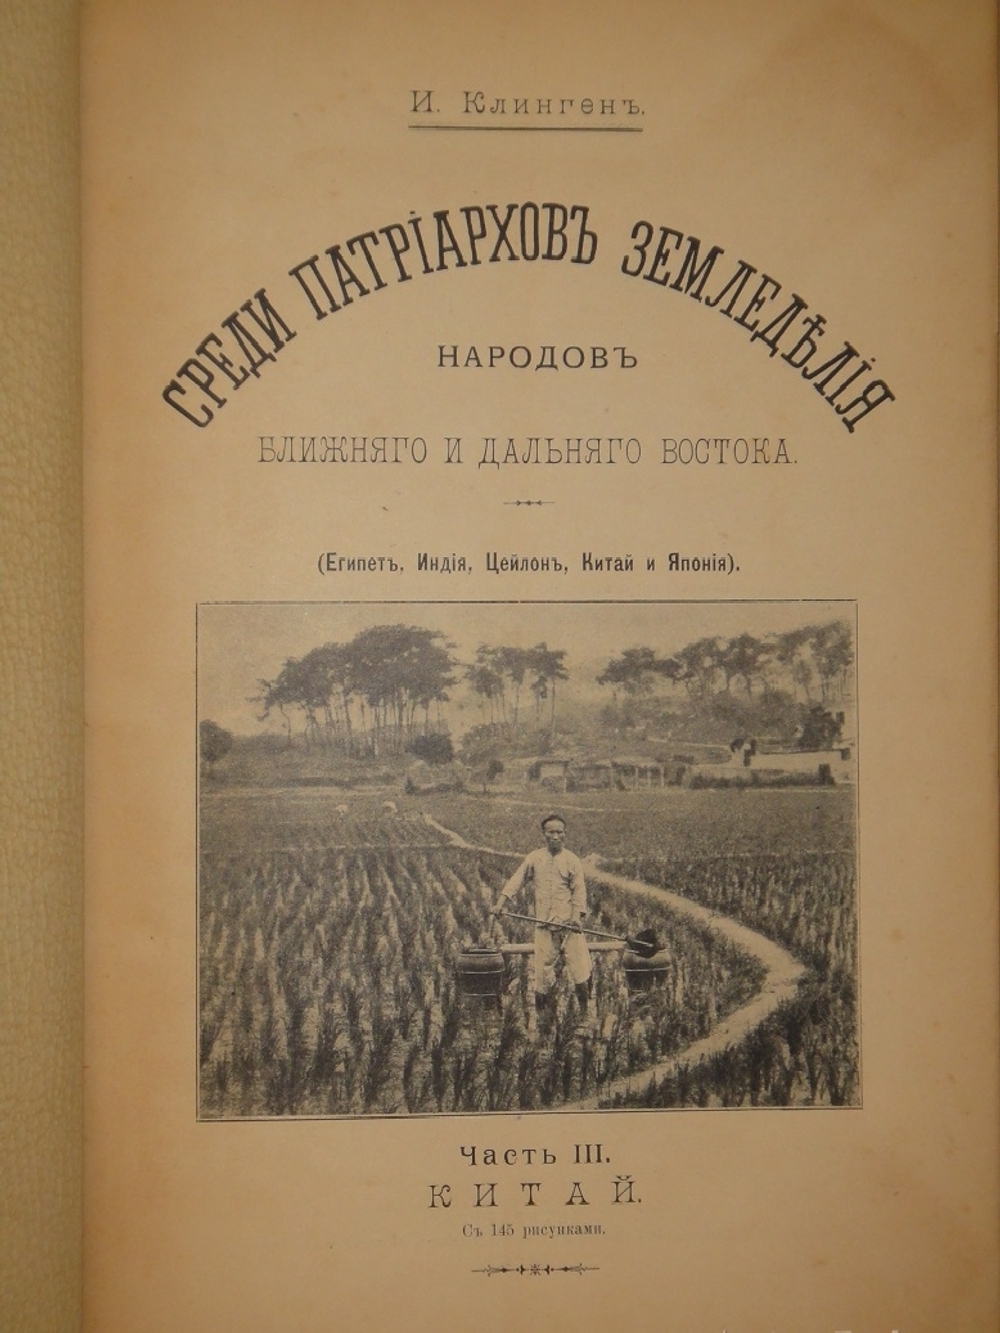 И. Клингенъ.
СРЕДИ ПАТРІАРХОВЪ ЗЕМЛЕДѢЛІЯ
НАРОДОВЪ
БЛИЖНЯГО И ДАЛЬНЯГО ВОСТОКА.
(Египетъ, Индія, Цейлонъ, Китай и Японія).
Часть III.
КИТАЙ.
Съ 145 рисунками.